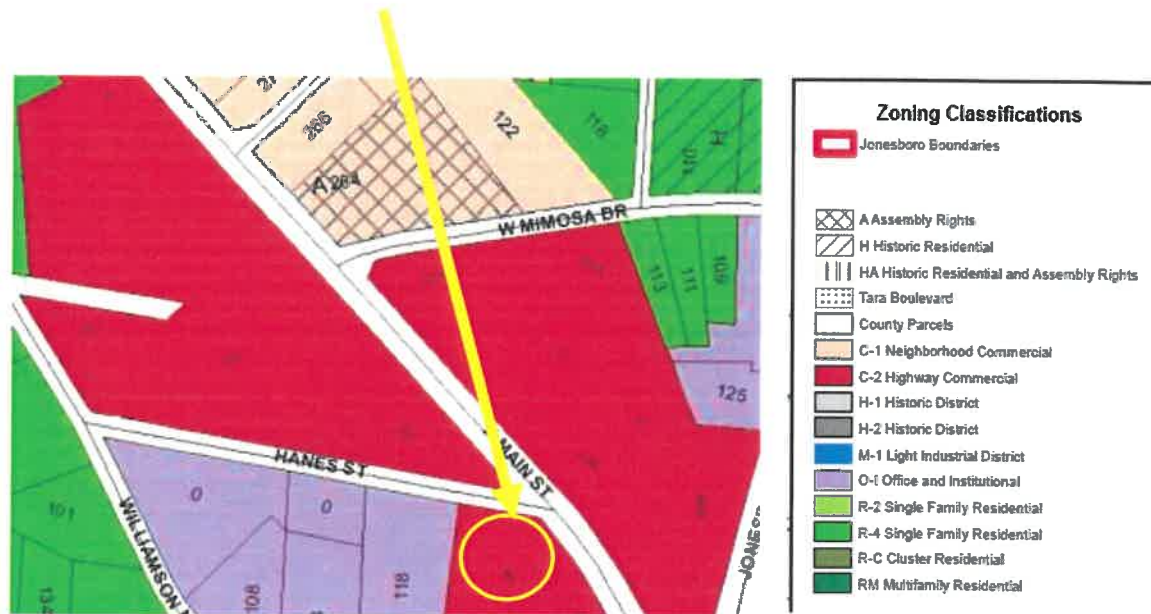 Zoning Classifications
Jonesboro Boundaries
A Assembly Rights
H Historic Residential
HA Historic Residential and Assembly Rights
Tara Boulevard
County Parcels
C-1 Neighborhood Commercial
C-2 Highway Commercial
H-1 Historic District
H-2 Historic District
M-1 Light Industrial District
O-I Office and Institutional
R-2 Single Family Residential
R-4 Single Family Residential
R-C Cluster Residential
RM Multifamily Residential
266
122
118
H
A 264
W MIMOSA DR
113
111
109
125
MAIN ST
HANES ST
0
0
101
WILLIAMSON
108
118
134